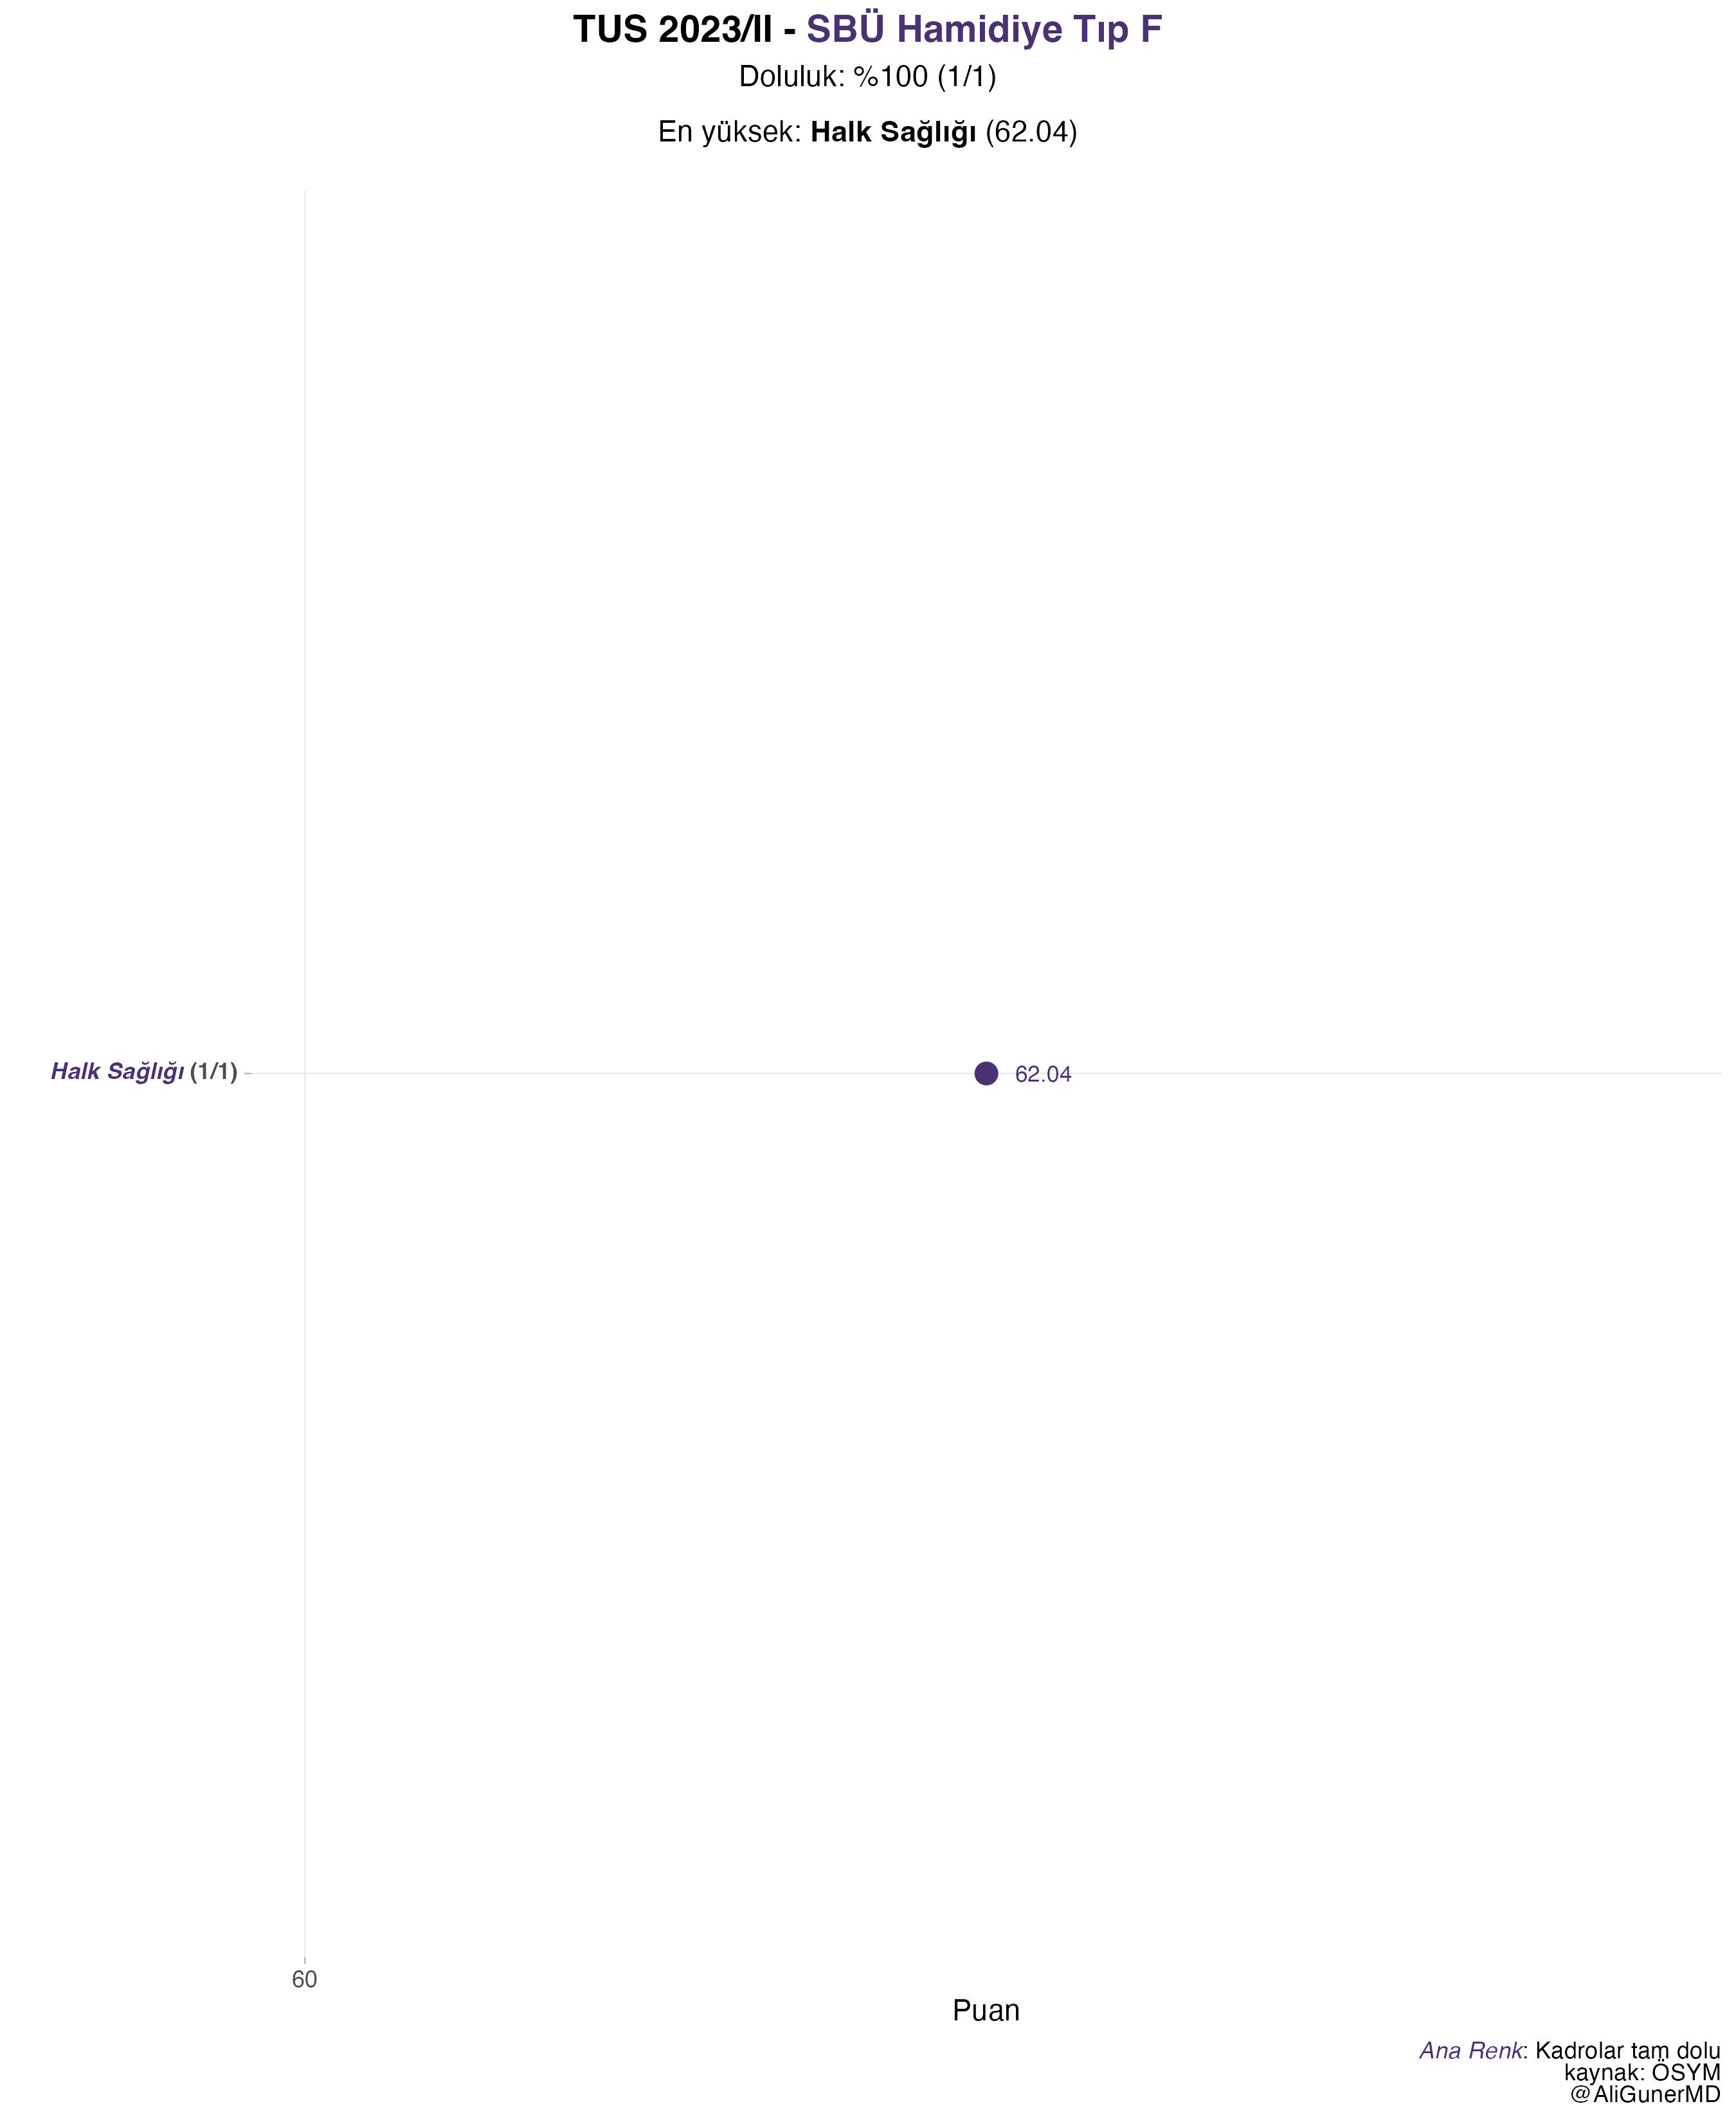 TUS 2023/II - SBÜ Hamidiye Tıp F
Doluluk: %100 (1/1)
En yüksek: Halk Sağlığı (62.04)
Halk Sağlığı (1/1)
62.04
60
Puan
Ana Renk: Kadrolar tam dolu
kaynak: ÖSYM
@AliGunerMD